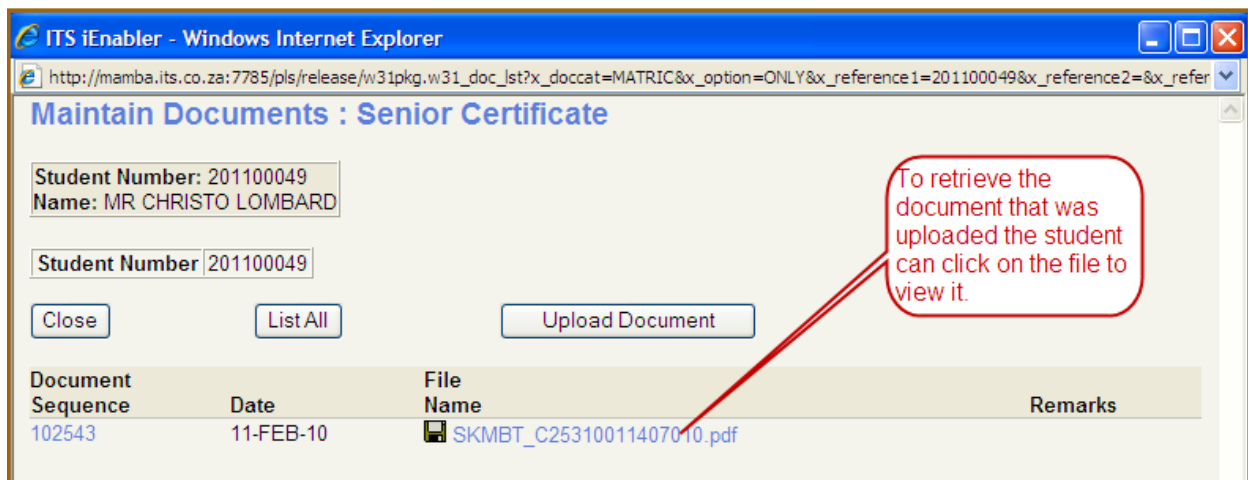 ITS iEnabler - Windows Internet Explorer
http://mamba.its.co.za:7785/pls/release/w31pkg.w31_doc_lst?x_doccat=MATRIC&x_option=ONLY&x_reference1=201100049&x_reference2=&x_refer
Maintain Documents : Senior Certificate
Student Number: 201100049
Name: MR CHRISTO LOMBARD
To retrieve the
document that was
uploaded the student
can click on the file to
view it.
Student Number 201100049
Close List All Upload Document
Document File
Sequence Date Name Remarks
102543 11-FEB-10 SKMBT_C25310011407010.pdf